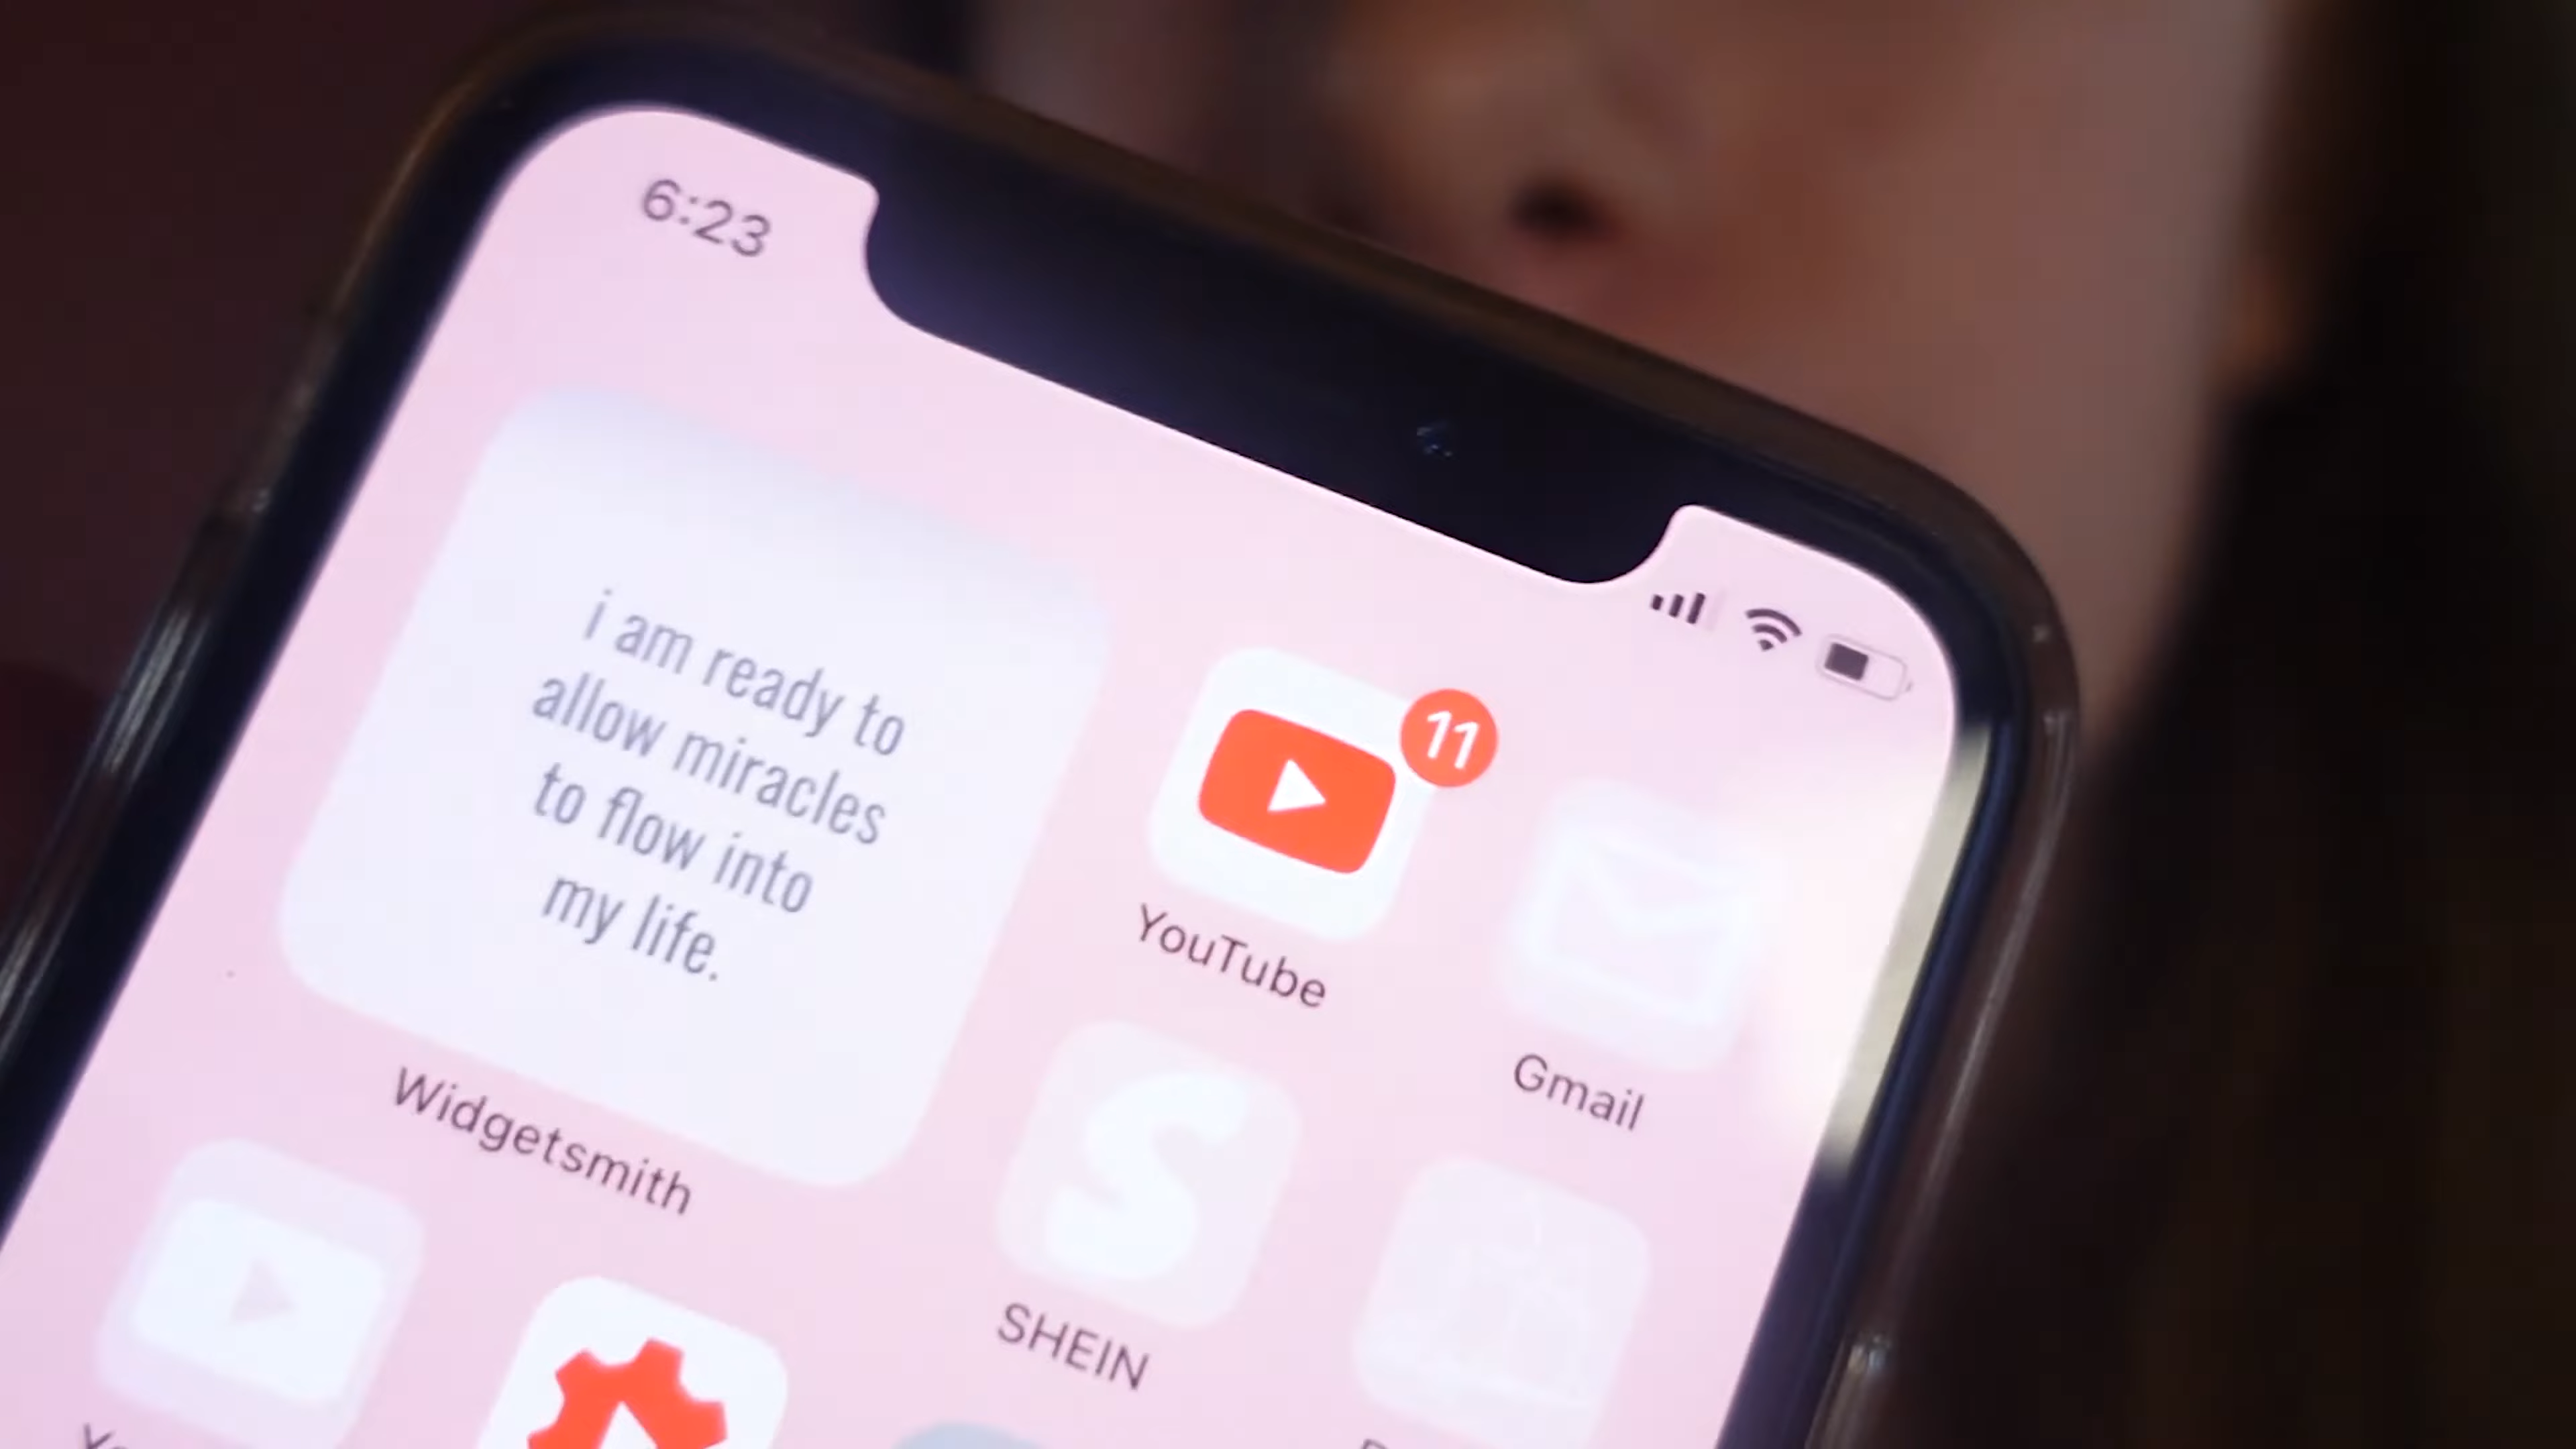 6:23
i am ready to
allow miracles
to flow into
my life.
Widgetsmith
11
YouTube
Gmail
S
SHEIN